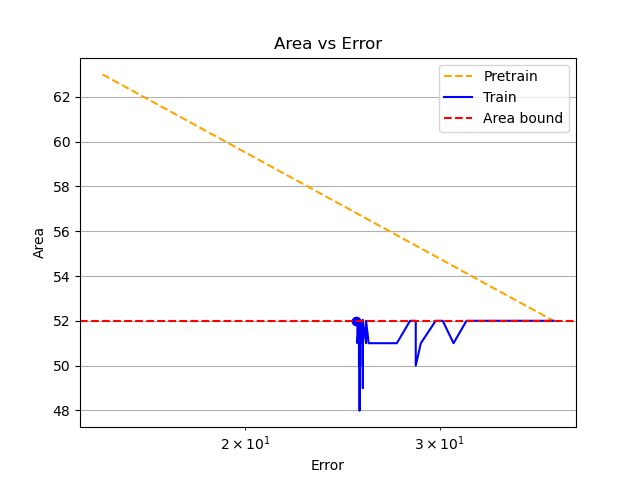 Area vs Error
Pretrain
Train
Area bound
62
60
58
56
54
52
50
48
Area
2 × 10¹
3 × 10¹
Error